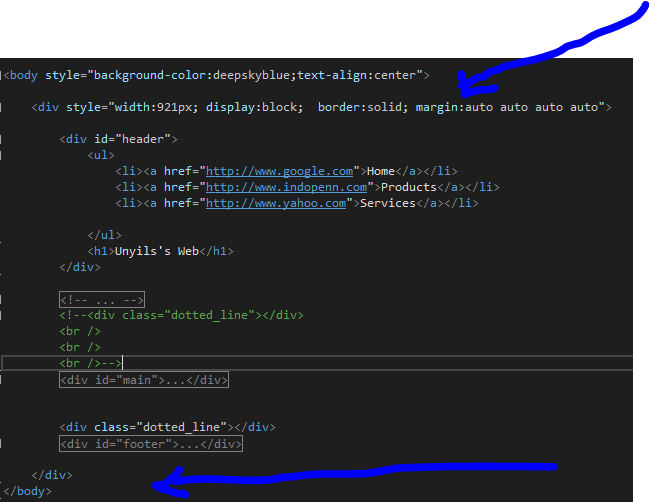 <body style="background-color:deepskyblue;text-align:center">
<div style="width:921px; display:block;  border:solid; margin:auto auto auto auto">
<div id="header">
<ul>
<li><a href="http://www.google.com">Home</a></li>
<li><a href="http://www.indopenn.com">Products</a></li>
<li><a href="http://www.yahoo.com">Services</a></li>
</ul>
<h1>Unyils's Web</h1>
</div>
<!-- ... -->
<!--<div class="dotted_line"></div>
<br />
<br />
<br />-->
<div id="main">...</div>
<div class="dotted_line"></div>
<div id="footer">...</div>
</div>
</body>